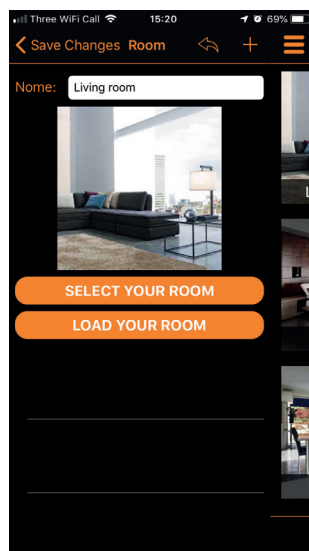 Three WiFi Call 15:20 69%
Save Changes Room
Nome: Living room
SELECT YOUR ROOM
LOAD YOUR ROOM